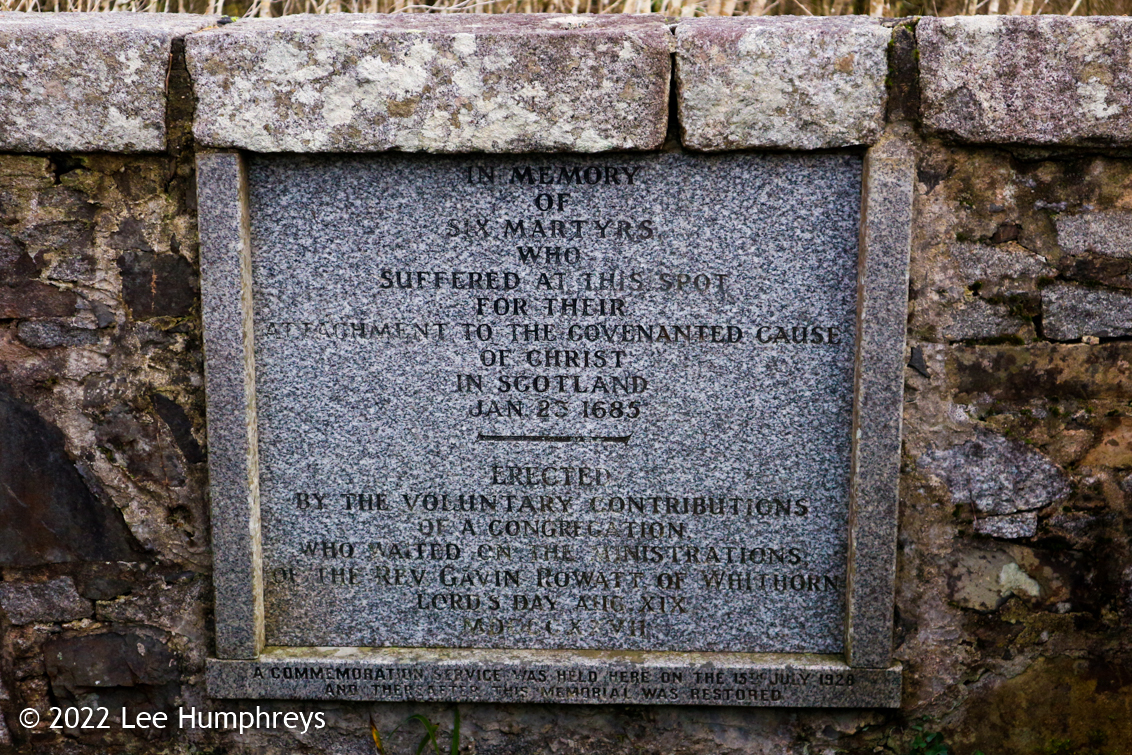 IN MEMORY
OF
SIX MARTYRS
WHO
SUFFERED AT THIS SPOT
FOR THEIR
ATTACHMENT TO THE COVENANTED CAUSE
OF CHRIST
IN SCOTLAND
JAN. 23 1685
ERECTED
BY THE VOLUNTARY CONTRIBUTIONS
OF A CONGREGATION
WHO WAITED ON THE MINISTRATIONS
OF THE REV GAVIN ROWATT OF WHITHORN
LORD'S DAY AUG XIX
A COMMEMORATION SERVICE WAS HELD HERE ON THE 15TH JULY 1928
AND THEREAFTER THIS MEMORIAL WAS RESTORED
© 2022 Lee Humphreys